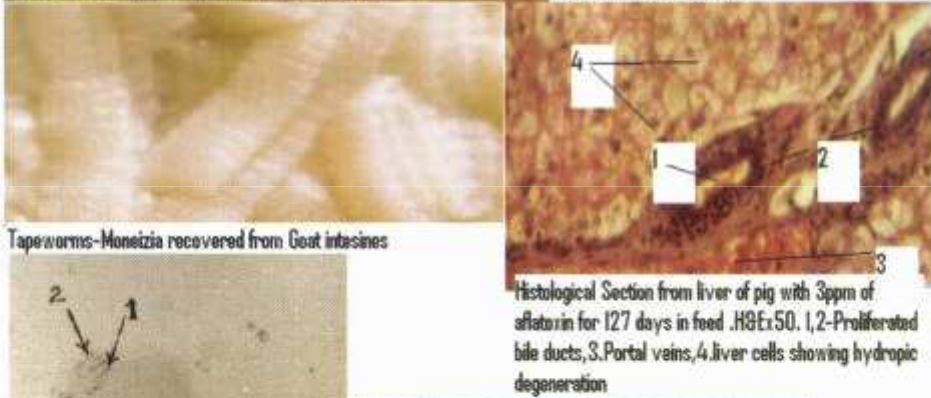 4
1
2
3
Tapeworms-Moneizia recovered from Goat intesines
2.
1
Histological Section from liver of pig with 3ppm of
aflatoxin for 127 days in feed .H&Ex50. 1,2-Proliferated
bile ducts,3.Portal veins,4.liver cells showing hydropic
degeneration